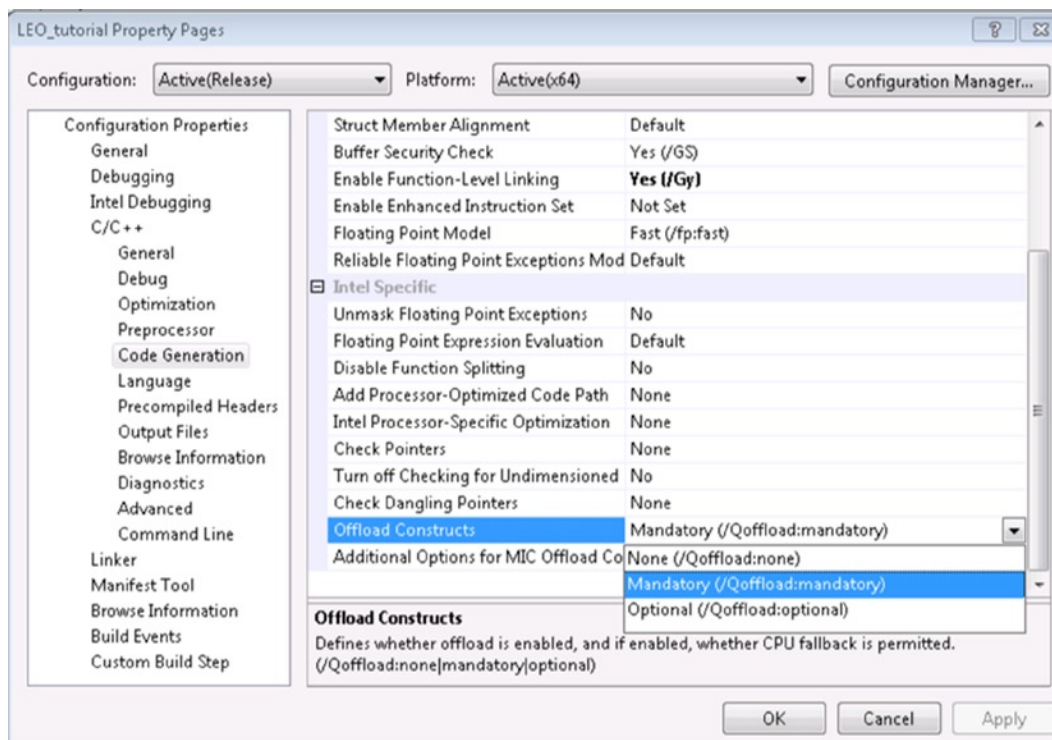 LEO_tutorial Property Pages
Configuration: Active(Release) Platform: Active(x64) Configuration Manager...
Configuration Properties
General
Debugging
Intel Debugging
C/C++
General
Debug
Optimization
Preprocessor
Code Generation
Language
Precompiled Headers
Output Files
Browse Information
Diagnostics
Advanced
Command Line
Linker
Manifest Tool
Browse Information
Build Events
Custom Build Step
Struct Member Alignment Default
Buffer Security Check Yes (/GS)
Enable Function-Level Linking Yes (/Gy)
Enable Enhanced Instruction Set Not Set
Floating Point Model Fast (/fp:fast)
Reliable Floating Point Exceptions Mod Default
Intel Specific
Unmask Floating Point Exceptions No
Floating Point Expression Evaluation Default
Disable Function Splitting No
Add Processor-Optimized Code Path None
Intel Processor-Specific Optimization None
Check Pointers None
Turn off Checking for Undimensioned No
Check Dangling Pointers None
Offload Constructs Mandatory (/Qoffload:mandatory)
Additional Options for MIC Offload Co None (/Qoffload:none)
Mandatory (/Qoffload:mandatory)
Optional (/Qoffload:optional)
Offload Constructs
Defines whether offload is enabled, and if enabled, whether CPU fallback is permitted.
(/Qoffload:none|mandatory|optional)
OK Cancel Apply